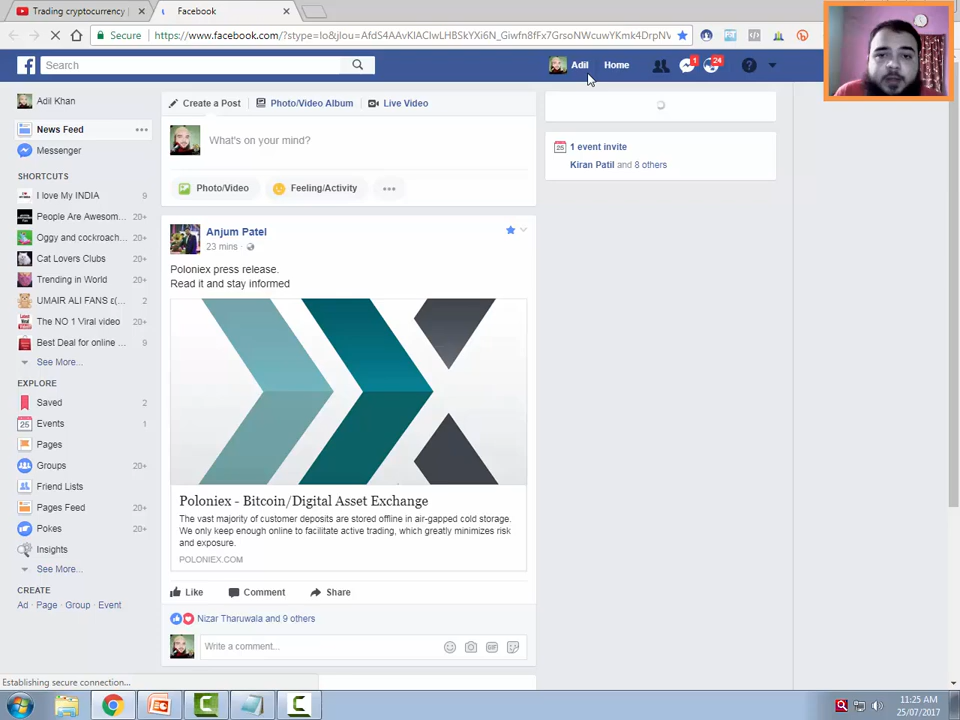 Trading cryptocurrency
Facebook
Secure
https://www.facebook.com/?type=lo&jlou=AfdS4AAvKIACIwLHBSkYXi6N_Giwfn8fFx7GrsoNWcuwYKmk4DrpNV
Search
Adil
Home
1
24
Adil Khan
News Feed
Messenger
SHORTCUTS
I love My INDIA 9
People Are Awesom... 20+
Oggy and cockroach... 20+
Cat Lovers Clubs 20+
Trending in World 20+
UMAIR ALI FANS ε(... 2
The NO 1 Viral video 20+
Best Deal for online ... 9
See More...
EXPLORE
Saved 2
Events 1
Pages
Groups 20+
Friend Lists
Pages Feed 20+
Pokes 20+
Insights
See More...
CREATE
Ad · Page · Group · Event
Create a Post
Photo/Video Album
Live Video
What's on your mind?
Photo/Video
Feeling/Activity
Anjum Patel
23 mins ·
Poloniex press release.
Read it and stay informed
Poloniex - Bitcoin/Digital Asset Exchange
The vast majority of customer deposits are stored offline in air-gapped cold storage.
We only keep enough online to facilitate active trading, which greatly minimizes risk
and exposure.
POLONIEX.COM
Like
Comment
Share
Nizar Tharuwala and 9 others
Write a comment...
1 event invite
Kiran Patil and 8 others
Establishing secure connection...
11:25 AM
25/07/2017